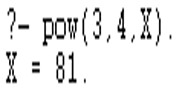 ?- pow(3,4,X).
X = 81.